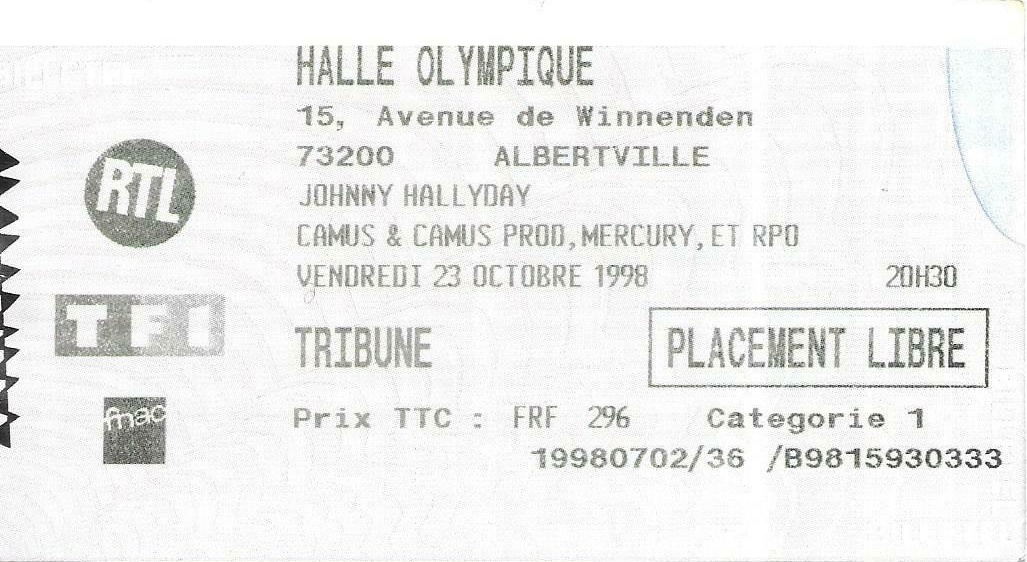 HALLE OLYMPIQUE
15, Avenue de Winnenden
73200 ALBERTVILLE
JOHNNY HALLYDAY
CAMUS & CAMUS PROD, MERCURY, ET RPO
VENDREDI 23 OCTOBRE 1998 20H30
TRIBUNE PLACEMENT LIBRE
Prix TTC : FRF 296 Categorie 1
19980702/36 /B9815930333
RTL
TF1
fnac